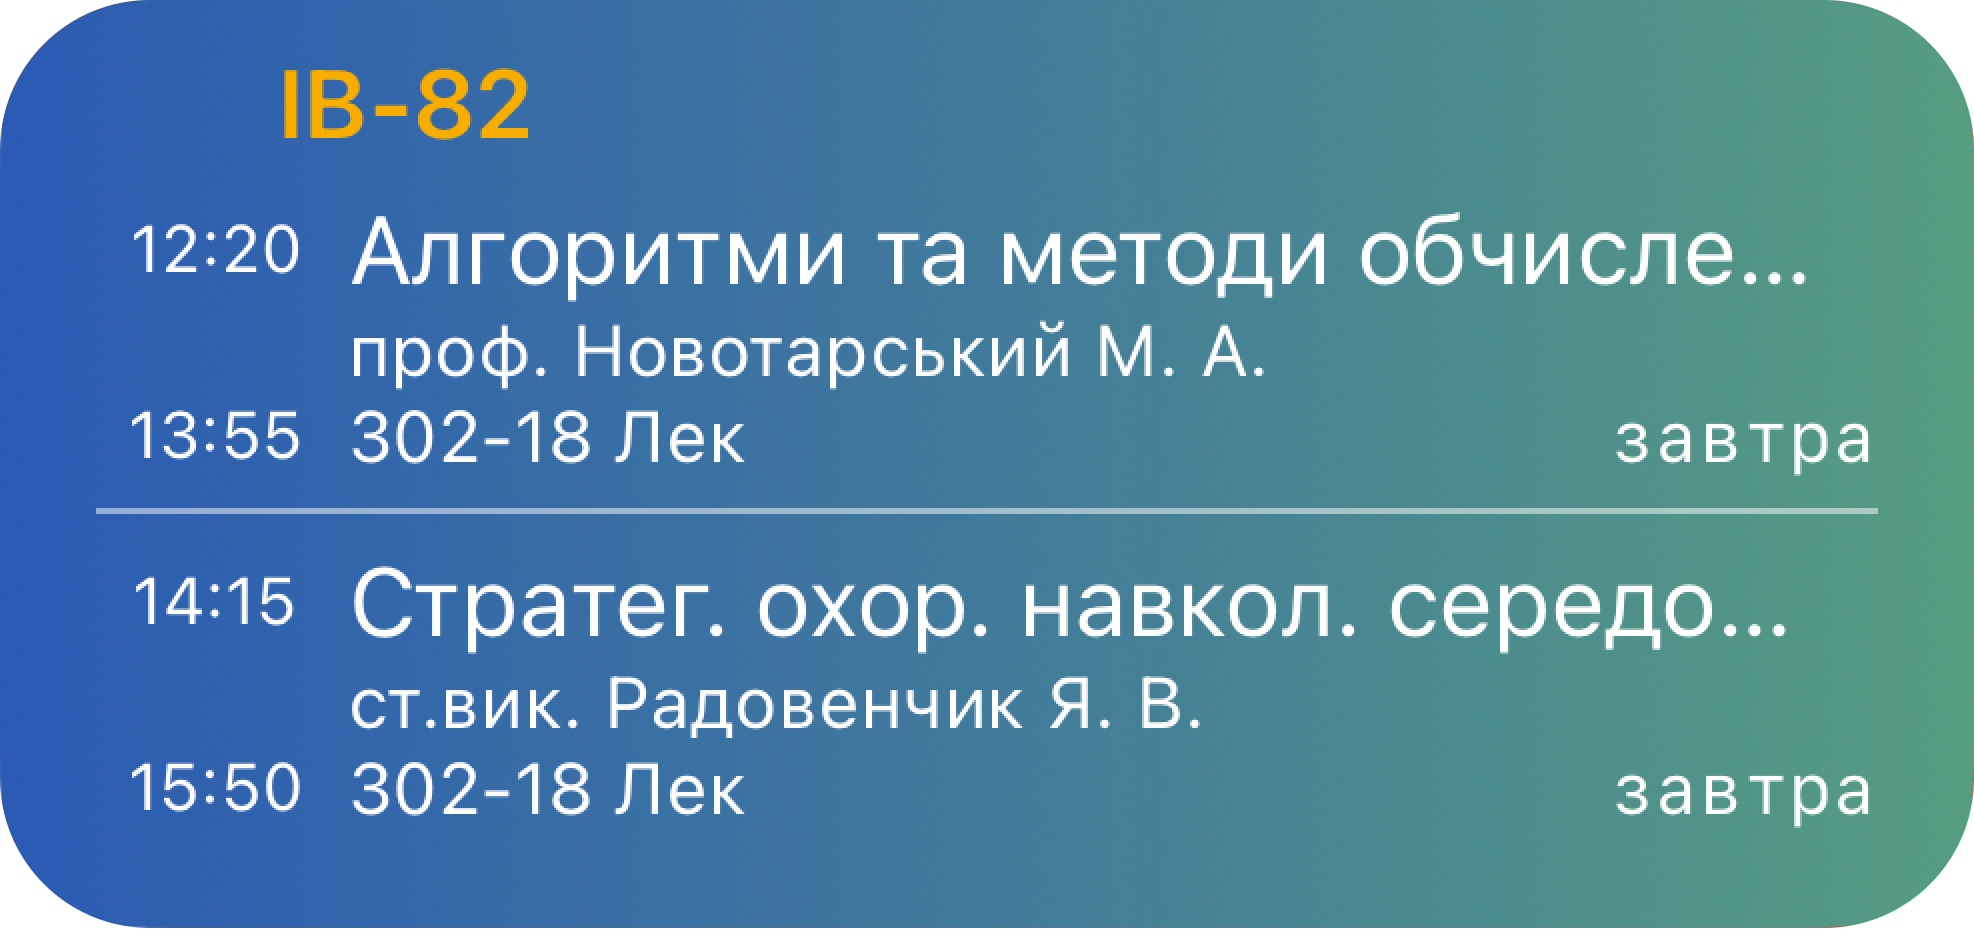 ІВ-82
12:20 Алгоритми та методи обчисле...
проф. Новотарський М. А.
13:55 302-18 Лек завтра
14:15 Стратег. охор. навкол. середо...
ст.вик. Радовенчик Я. В.
15:50 302-18 Лек завтра